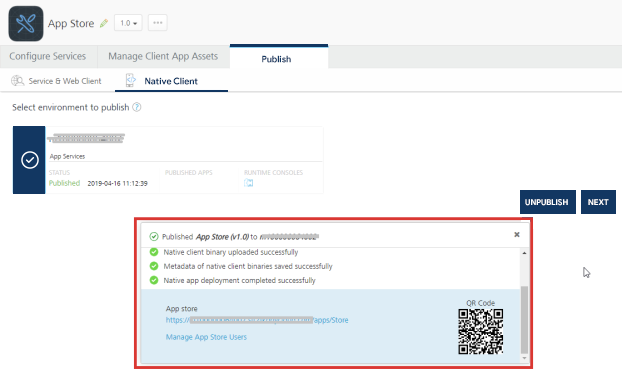 App Store 1.0
Configure Services Manage Client App Assets Publish
Service & Web Client Native Client
Select environment to publish ?
App Services
STATUS PUBLISHED APPS RUNTIME CONSOLES
Published 2019-04-16 11:12:39
UNPUBLISH NEXT
Published App Store (v1.0) to
Native client binary uploaded successfully
Metadata of native client binaries saved successfully
Native app deployment completed successfully
App store QR Code
https:// /apps/Store
Manage App Store Users